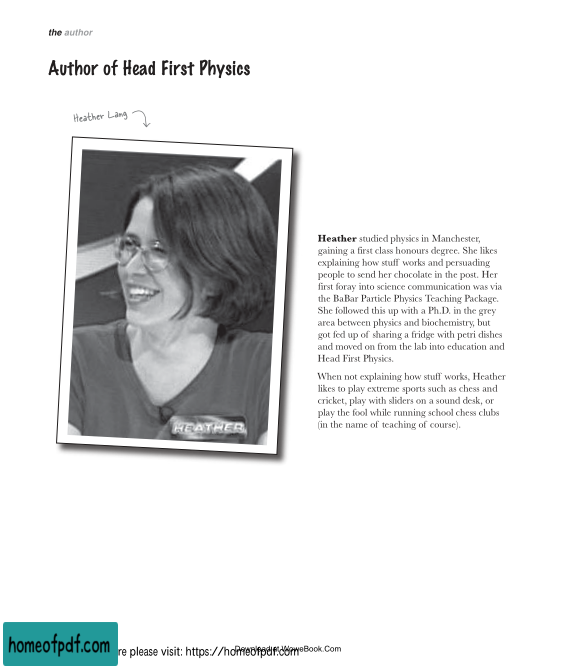 the author
Author of Head First Physics
Heather Lang
HEATHER
Heather studied physics in Manchester,
gaining a first class honours degree. She likes
explaining how stuff works and persuading
people to send her chocolate in the post. Her
first foray into science communication was via
the BaBar Particle Physics Teaching Package.
She followed this up with a Ph.D. in the grey
area between physics and biochemistry, but
got fed up of sharing a fridge with petri dishes
and moved on from the lab into education and
Head First Physics.
When not explaining how stuff works, Heather
likes to play extreme sports such as chess and
cricket, play with sliders on a sound desk, or
play the fool while running school chess clubs
(in the name of teaching of course).
homeofpdf.com
re please visit: https://homeofpdf.com
Download at WoweBook.Com